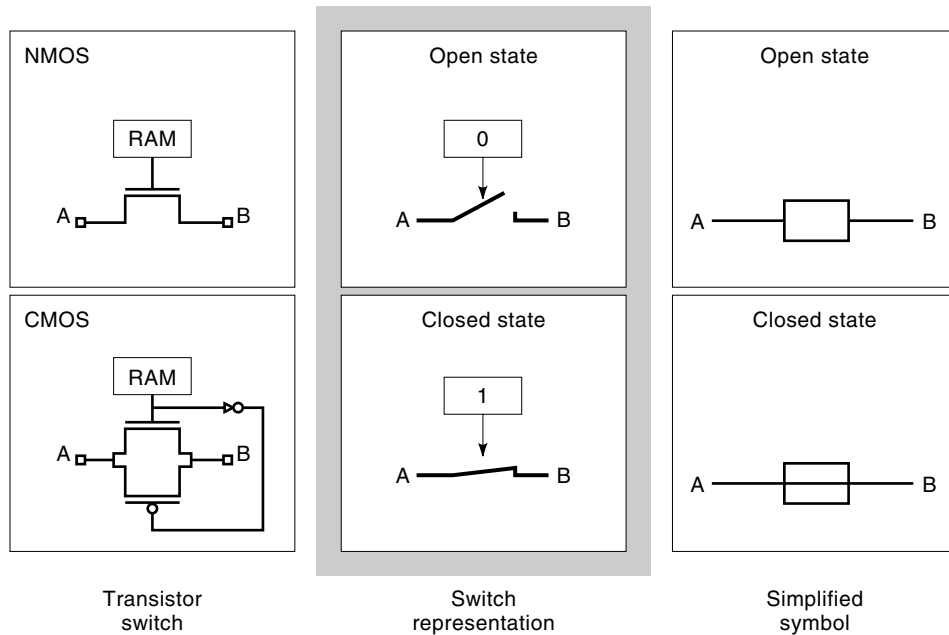 NMOS
RAM
A B
Open state
0
A B
Open state
A B
CMOS
RAM
A B
Closed state
1
A B
Closed state
A B
Transistor
switch
Switch
representation
Simplified
symbol